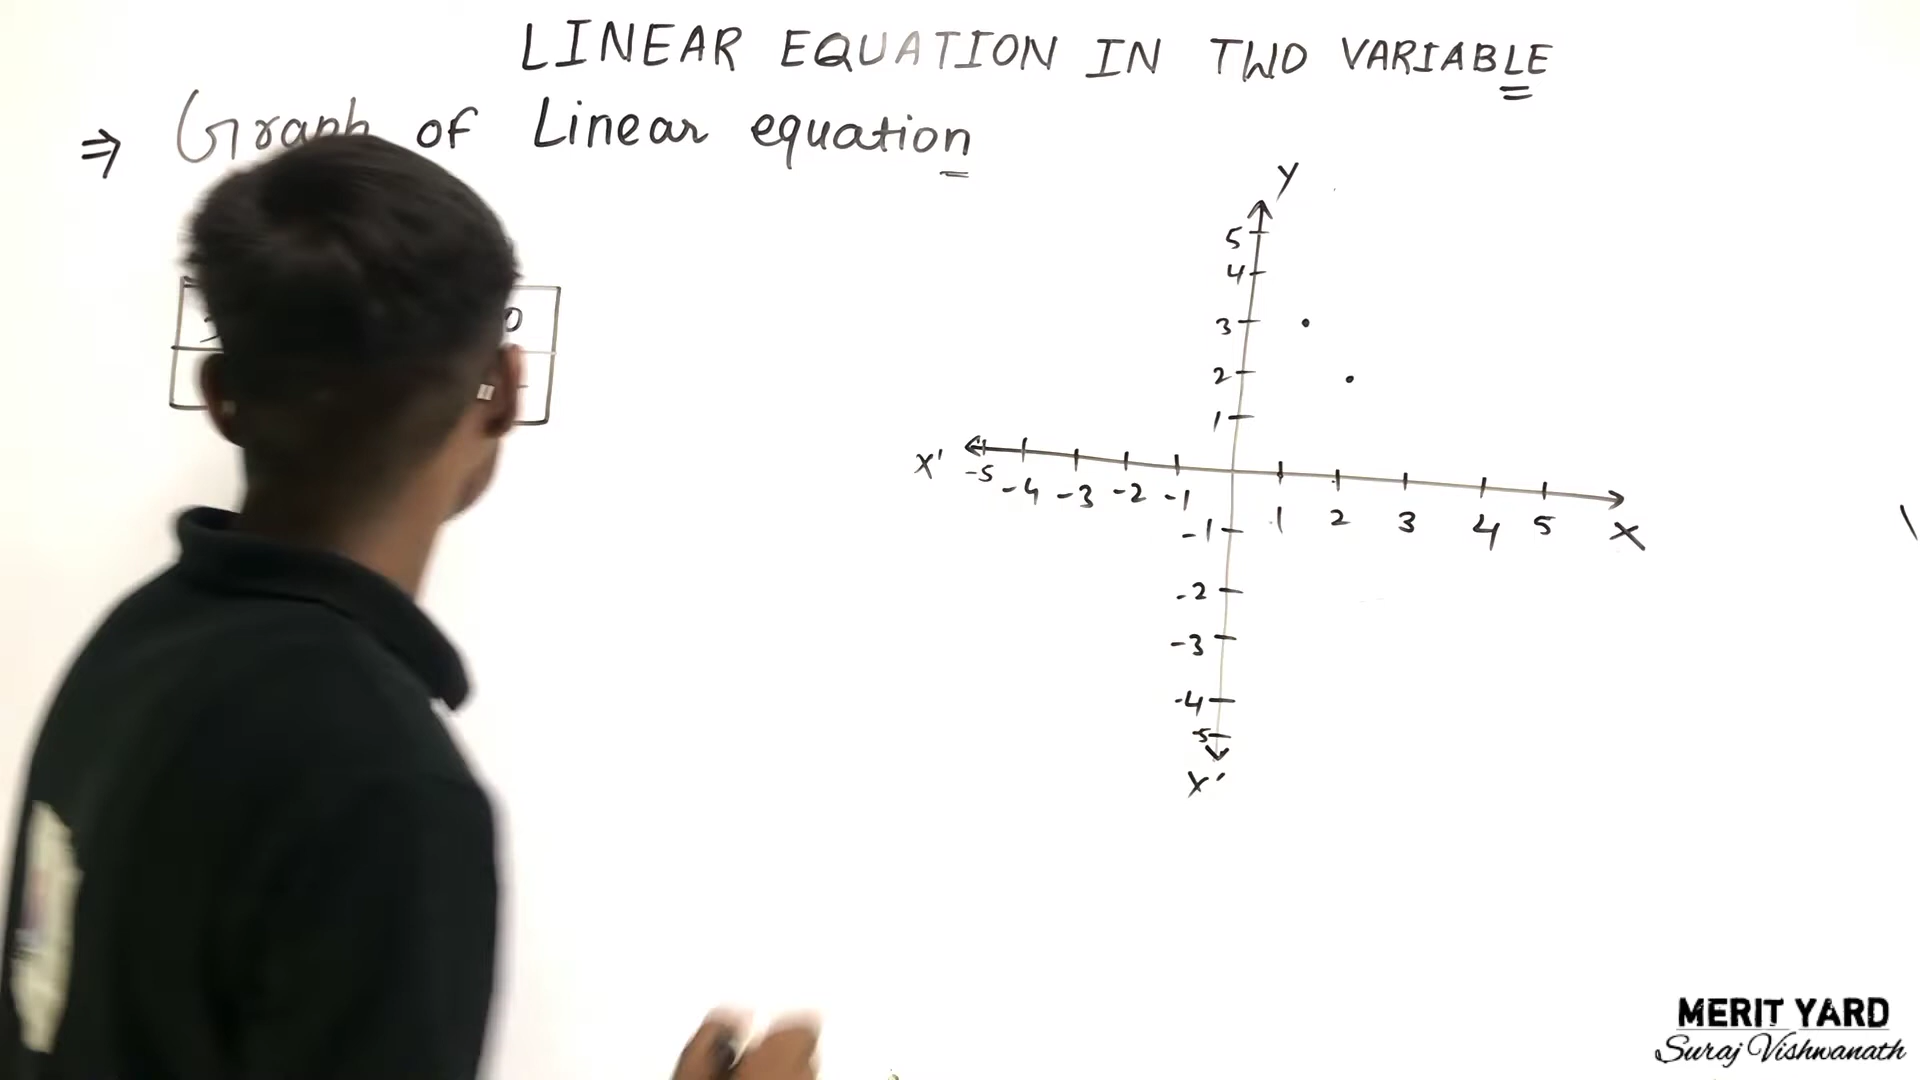 LINEAR EQUATION IN TWO VARIABLE
⇒ Graph of Linear equation
Y
5
4
3
2
1
X' -5 -4 -3 -2 -1
1 2 3 4 5 X
-1
-2
-3
-4
-5
X'
0
MERIT YARD
Suraj Vishwanath